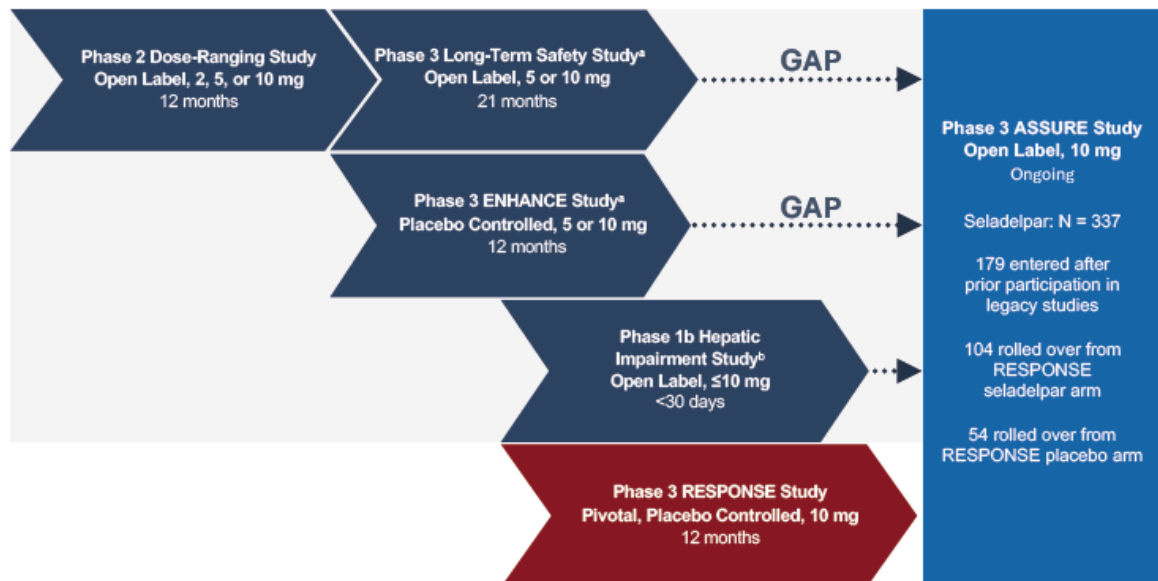 Phase 2 Dose-Ranging Study
Open Label, 2, 5, or 10 mg
12 months
Phase 3 Long-Term Safety Studyᵃ
Open Label, 5 or 10 mg
21 months
GAP
Phase 3 ENHANCE Studyᵃ
Placebo Controlled, 5 or 10 mg
12 months
GAP
Phase 1b Hepatic
Impairment Studyᵇ
Open Label, ≤10 mg
<30 days
Phase 3 RESPONSE Study
Pivotal, Placebo Controlled, 10 mg
12 months
Phase 3 ASSURE Study
Open Label, 10 mg
Ongoing
Seladelpar: N = 337
179 entered after
prior participation in
legacy studies
104 rolled over from
RESPONSE
seladelpar arm
54 rolled over from
RESPONSE placebo arm